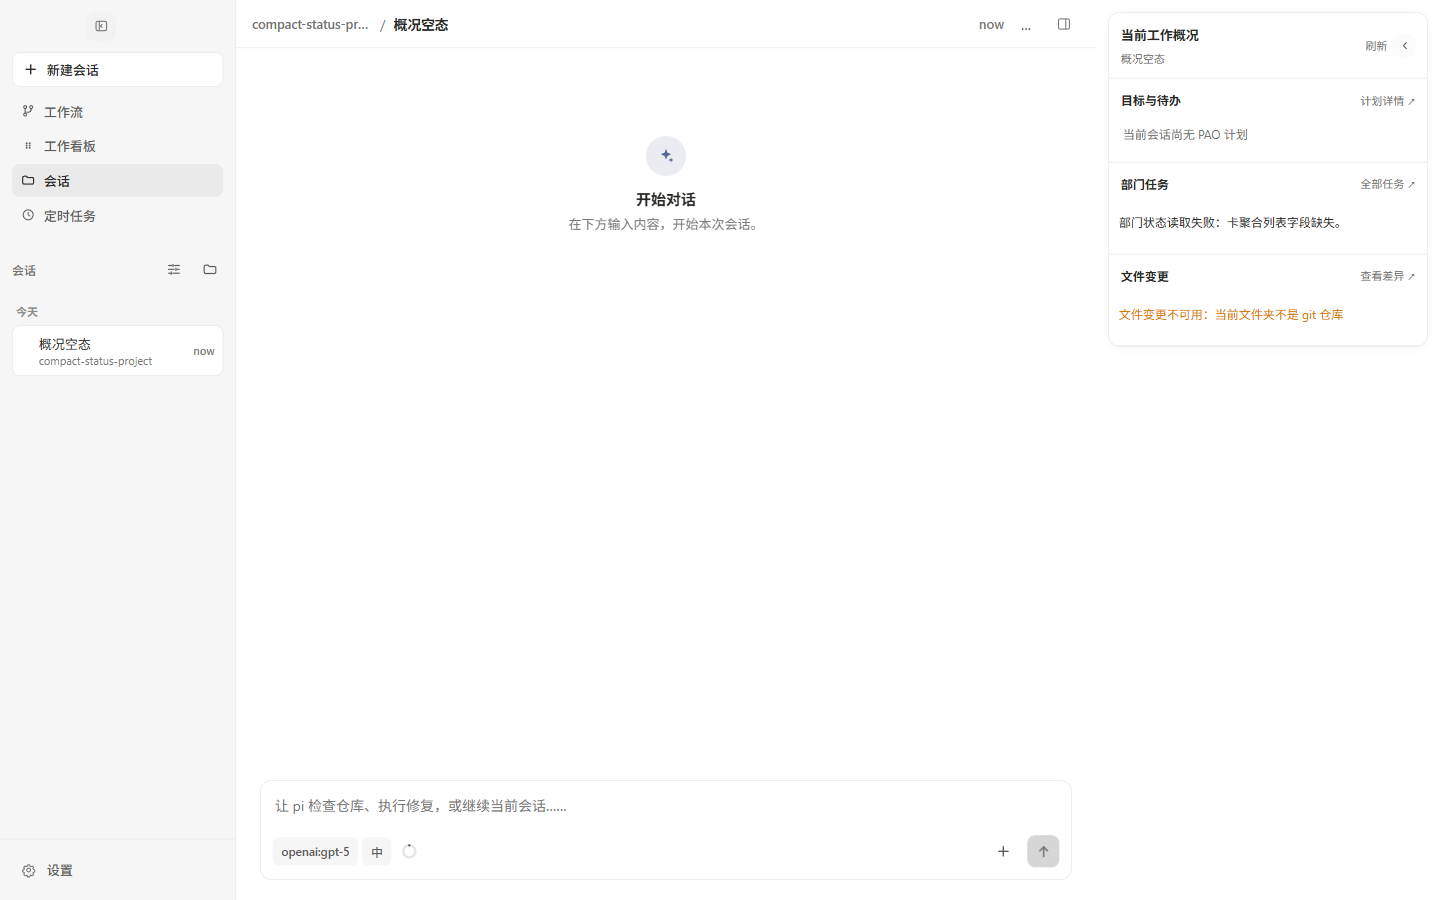 新建会话
工作流
工作看板
会话
定时任务
会话
今天
概况空态
compact-status-project
now
设置
compact-status-pr... / 概况空态
now
...
开始对话
在下方输入内容，开始本次会话。
让 pi 检查仓库、执行修复，或继续当前会话......
openai:gpt-5
中
当前工作概况
概况空态
刷新
目标与待办
计划详情 ↗
当前会话尚无 PAO 计划
部门任务
全部任务 ↗
部门状态读取失败：卡聚合列表字段缺失。
文件变更
查看差异 ↗
文件变更不可用：当前文件夹不是 git 仓库